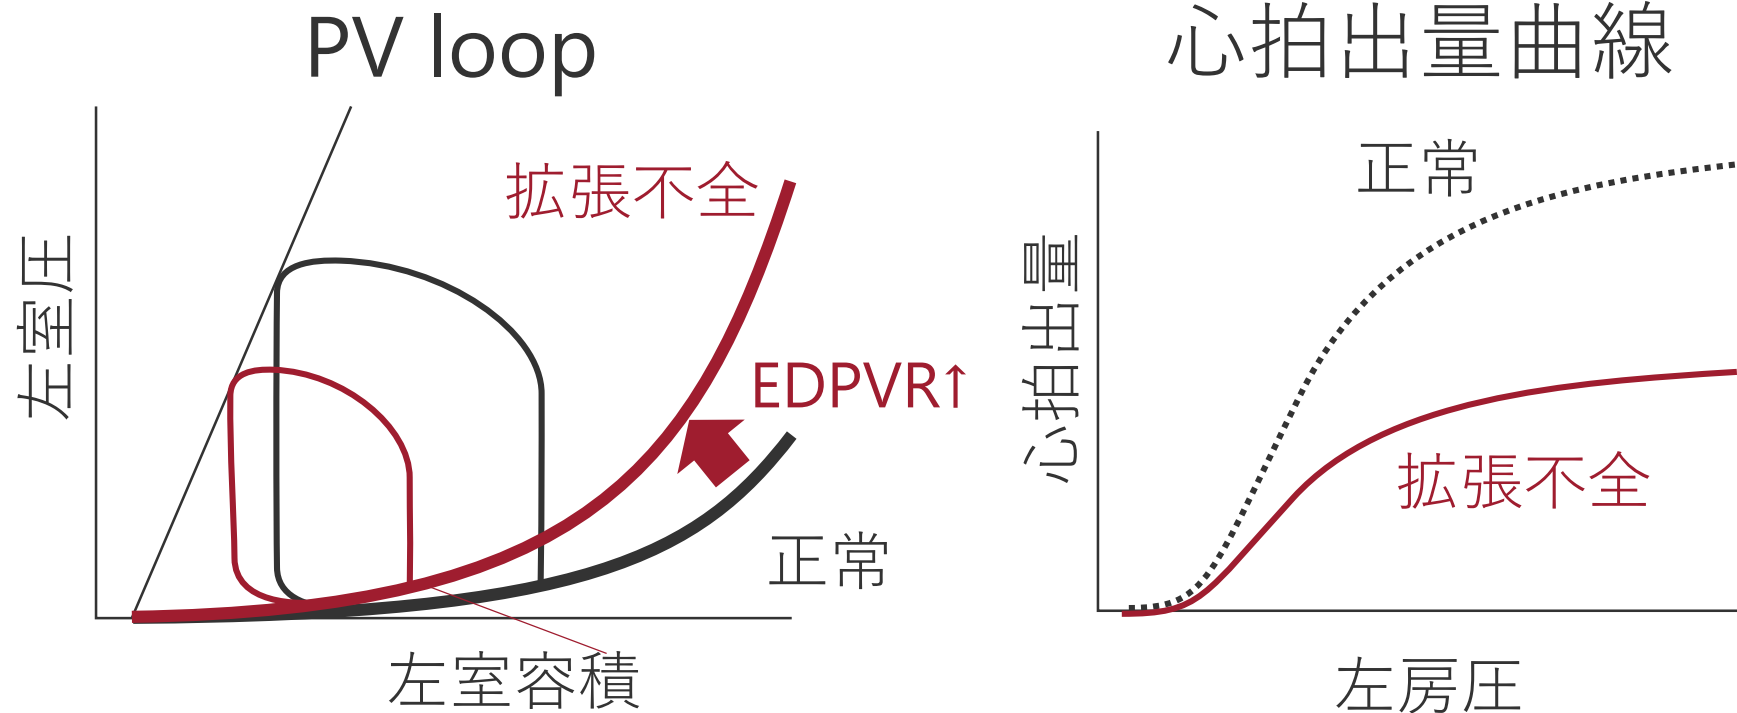 PV loop
拡張不全
左室圧
EDPVR↑
正常
左室容積
心拍出量曲線
正常
心拍出量
拡張不全
左房圧